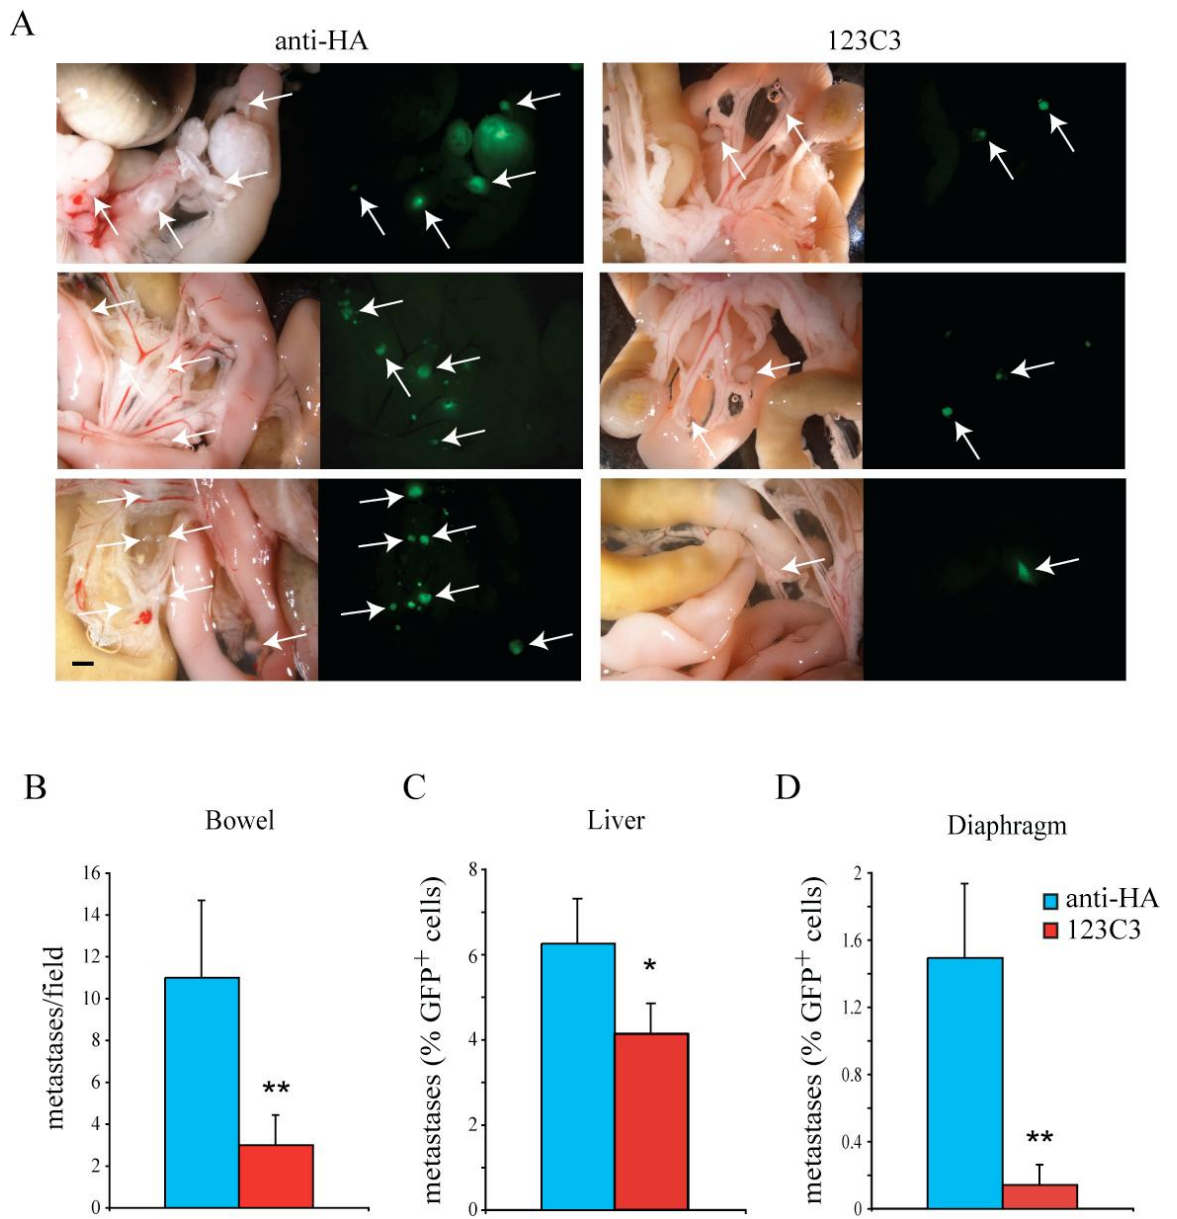 A
anti-HA
123C3
B
Bowel
metastases/field
16
14
12
10
8
6
4
2
0
**
C
Liver
metastases (% GFP+ cells)
8
6
4
2
0
*
D
Diaphragm
metastases (% GFP+ cells)
2
1.6
1.2
0.8
0.4
0
**
anti-HA
123C3